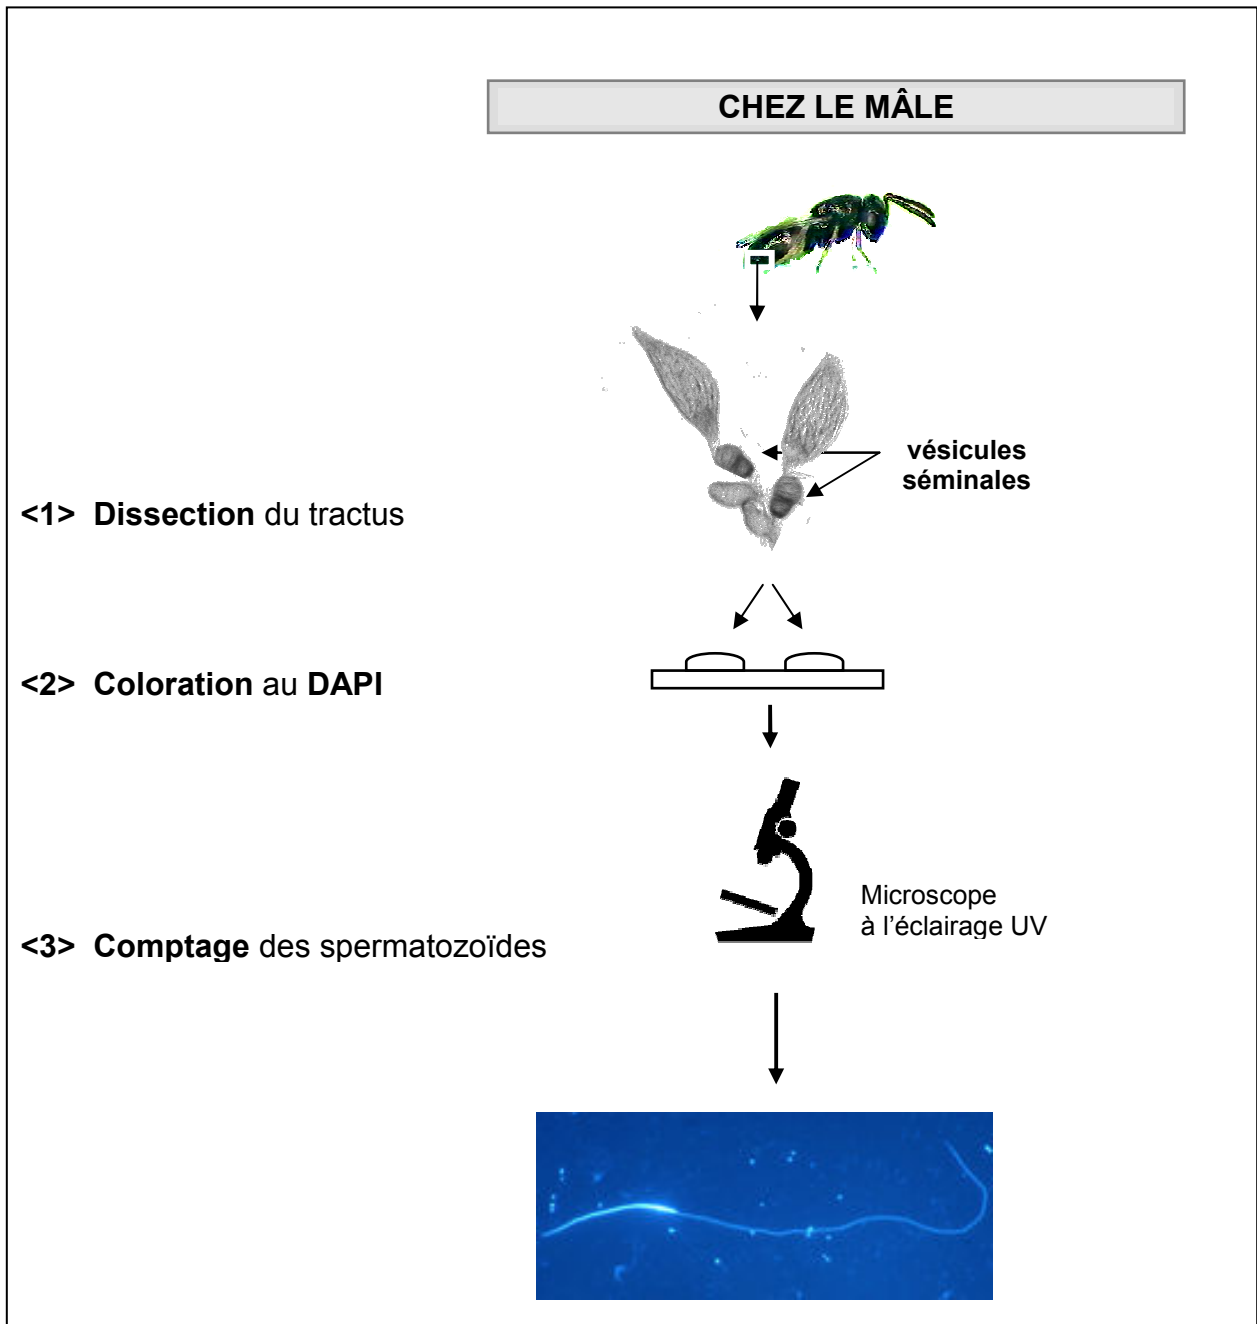 CHEZ LE MÂLE
vésicules
séminales
<1> Dissection du tractus
<2> Coloration au DAPI
Microscope
à l'éclairage UV
<3> Comptage des spermatozoïdes